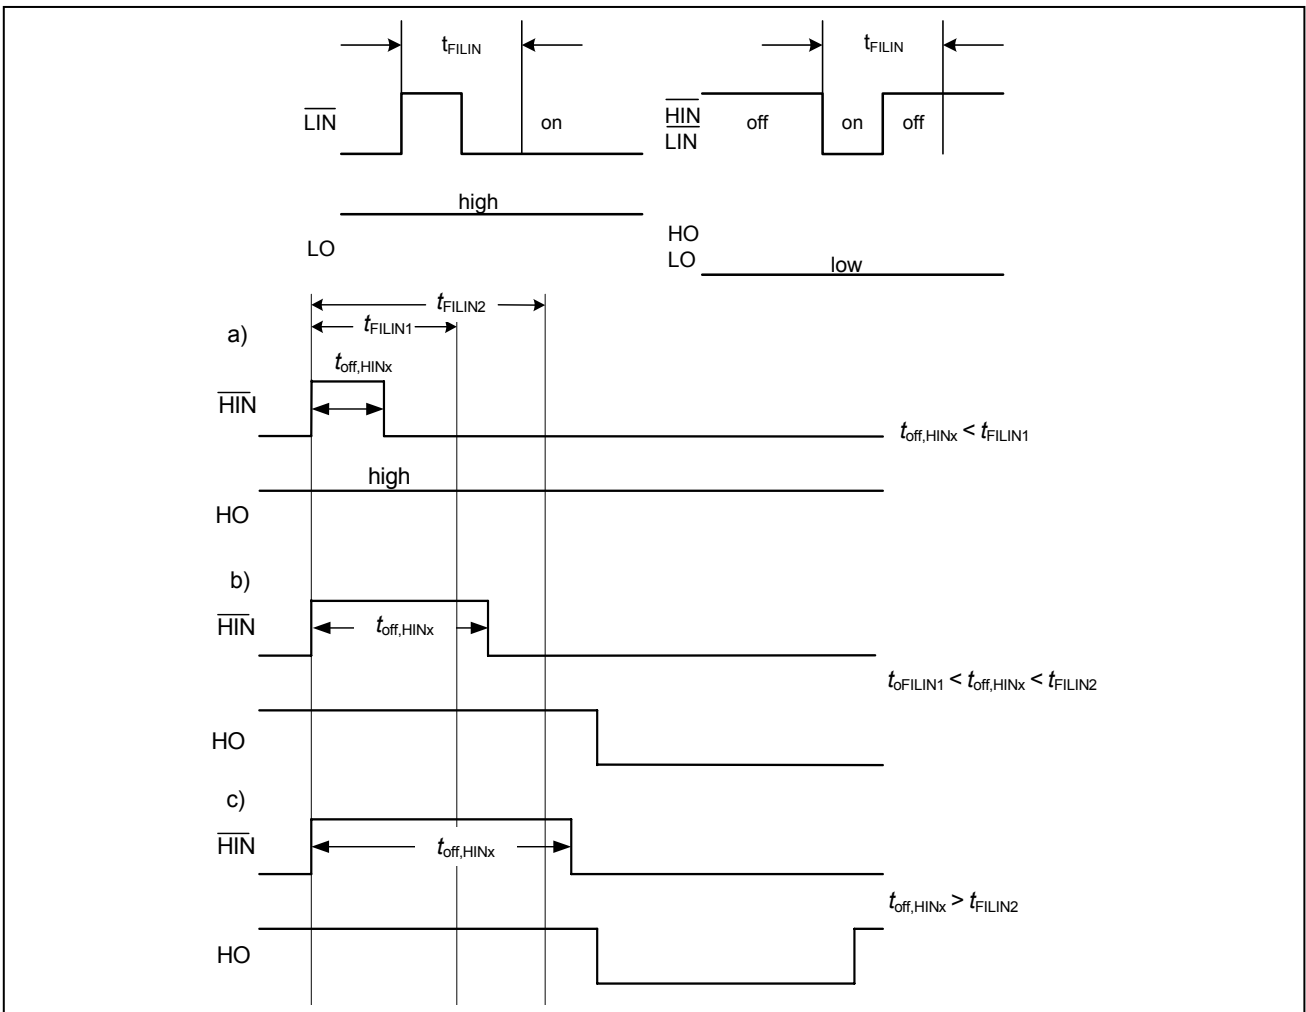 tFILIN
LIN
on
high
LO
tFILIN
HIN
LIN
off
on
off
HO
LO
low
tFILIN2
tFILIN1
a)
toff,HINx
HIN
toff,HINx < tFILIN1
high
HO
b)
HIN
toff,HINx
toFILIN1 < toff,HINx < tFILIN2
HO
c)
HIN
toff,HINx
toff,HINx > tFILIN2
HO